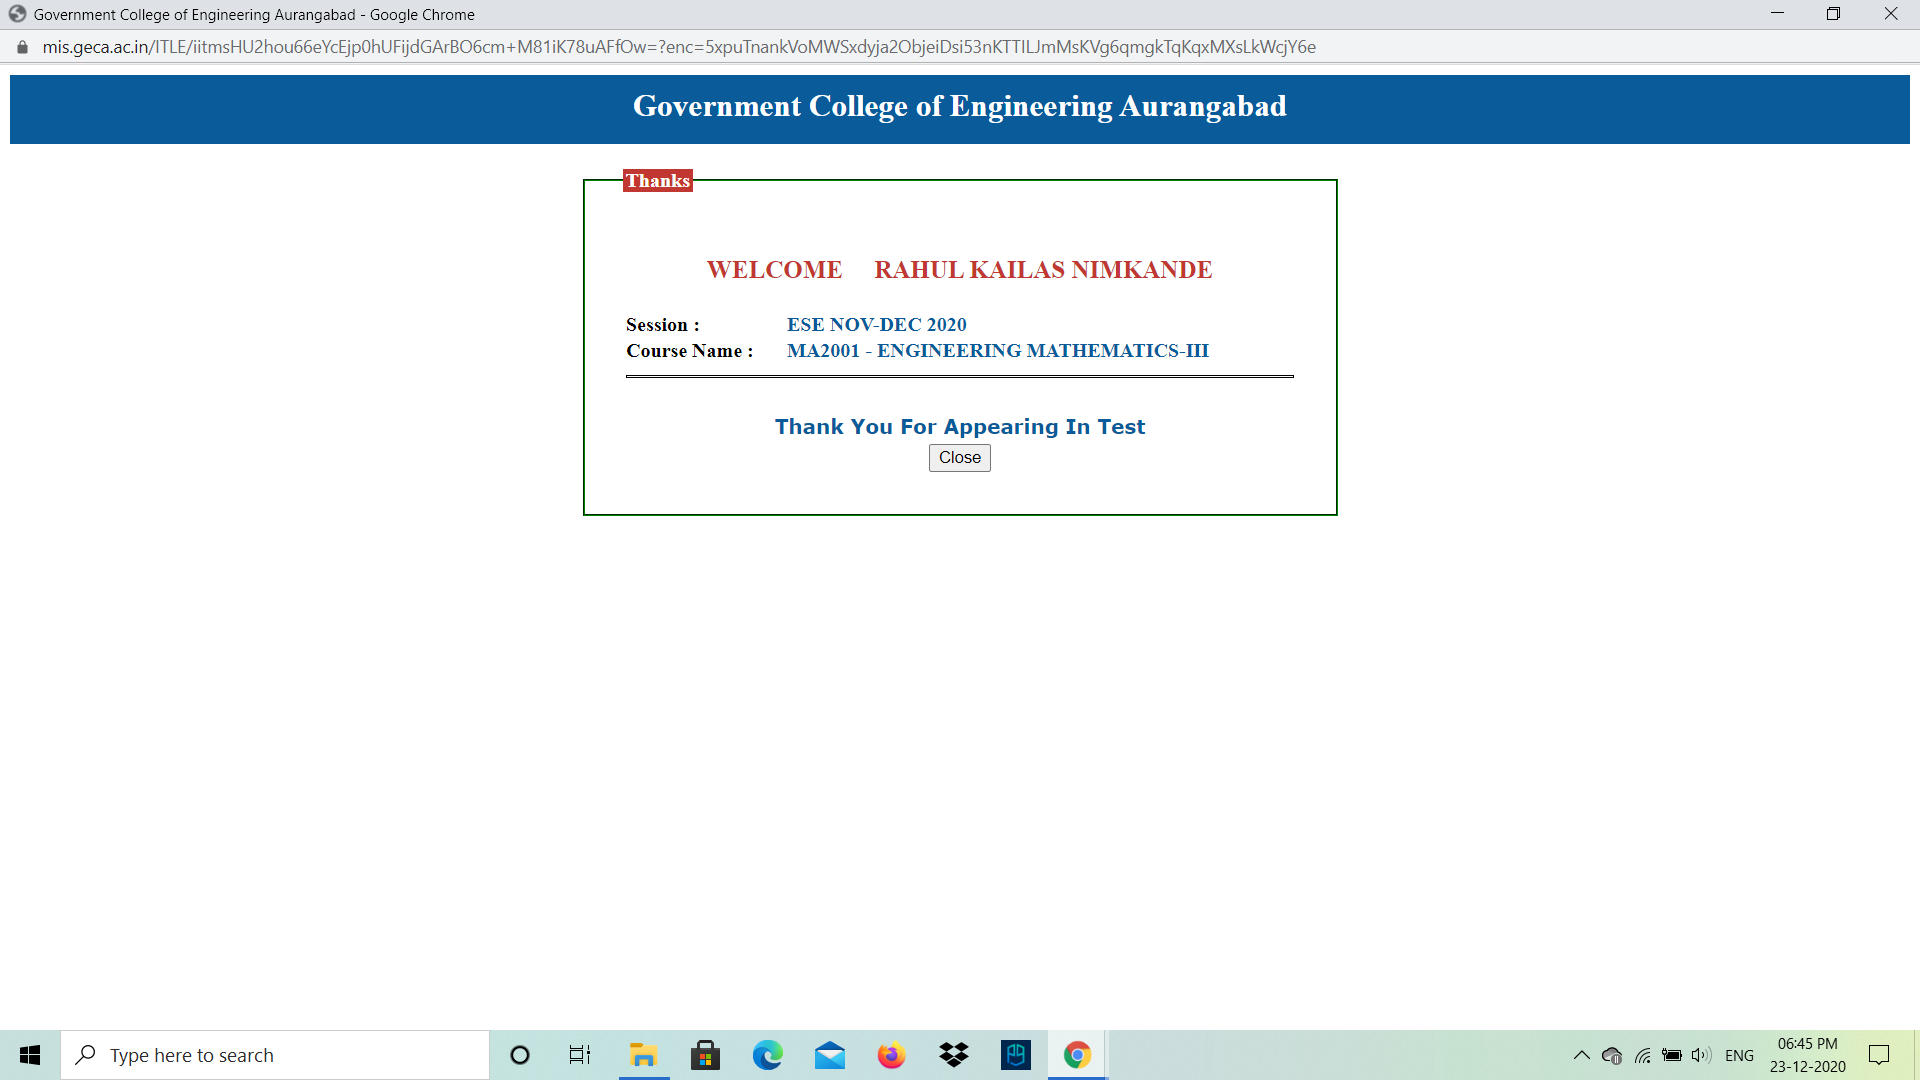 Government College of Engineering Aurangabad - Google Chrome
mis.geca.ac.in/ITLE/iitmsHU2hou66eYcEjp0hUFijdGArBO6cm+M81iK78uAFfOw=?enc=5xpuTnankVoMWSxdyja2ObjeiDsi53nKTTILJmMsKVg6qmgkTqKqxMXsLkWcjY6e
Government College of Engineering Aurangabad
Thanks
WELCOME RAHUL KAILAS NIMKANDE
Session : ESE NOV-DEC 2020
Course Name : MA2001 - ENGINEERING MATHEMATICS-III
Thank You For Appearing In Test
Close
Type here to search
ENG
06:45 PM
23-12-2020